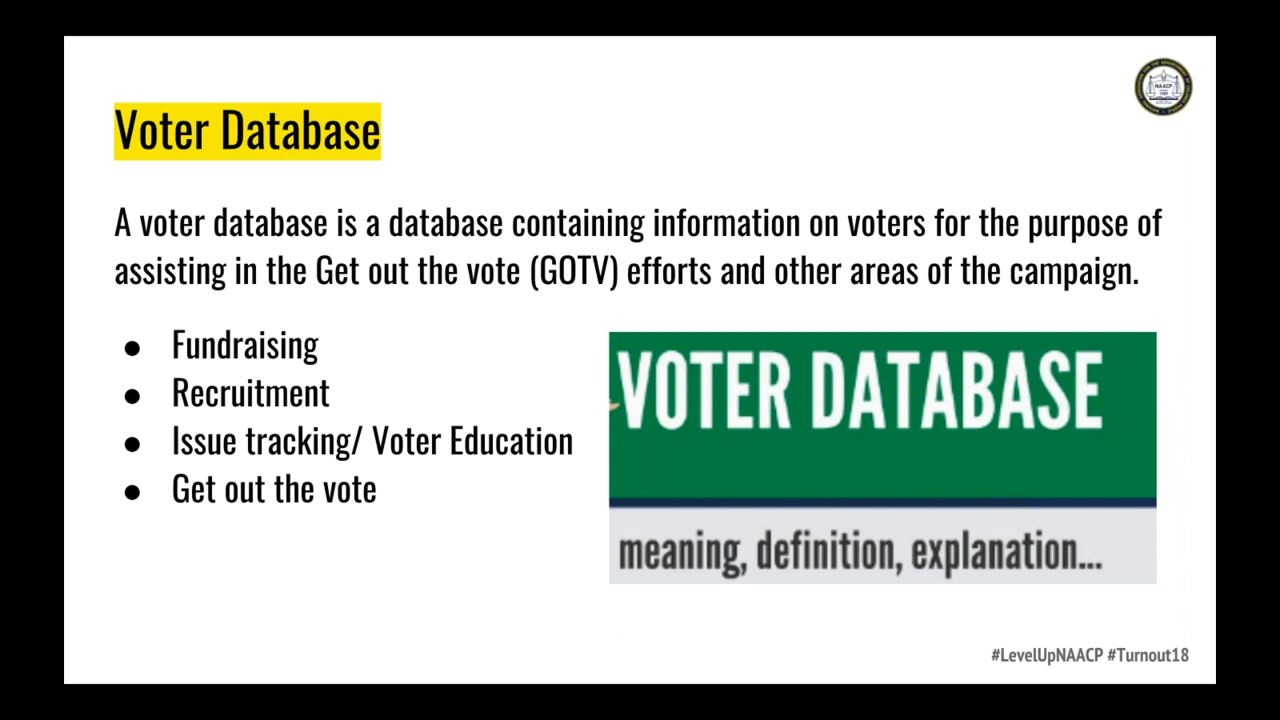 NAACP
Voter Database
A voter database is a database containing information on voters for the purpose of
assisting in the Get out the vote (GOTV) efforts and other areas of the campaign.
● Fundraising
● Recruitment
● Issue tracking/ Voter Education
● Get out the vote
VOTER DATABASE
meaning, definition, explanation...
#LevelUpNAACP #Turnout18